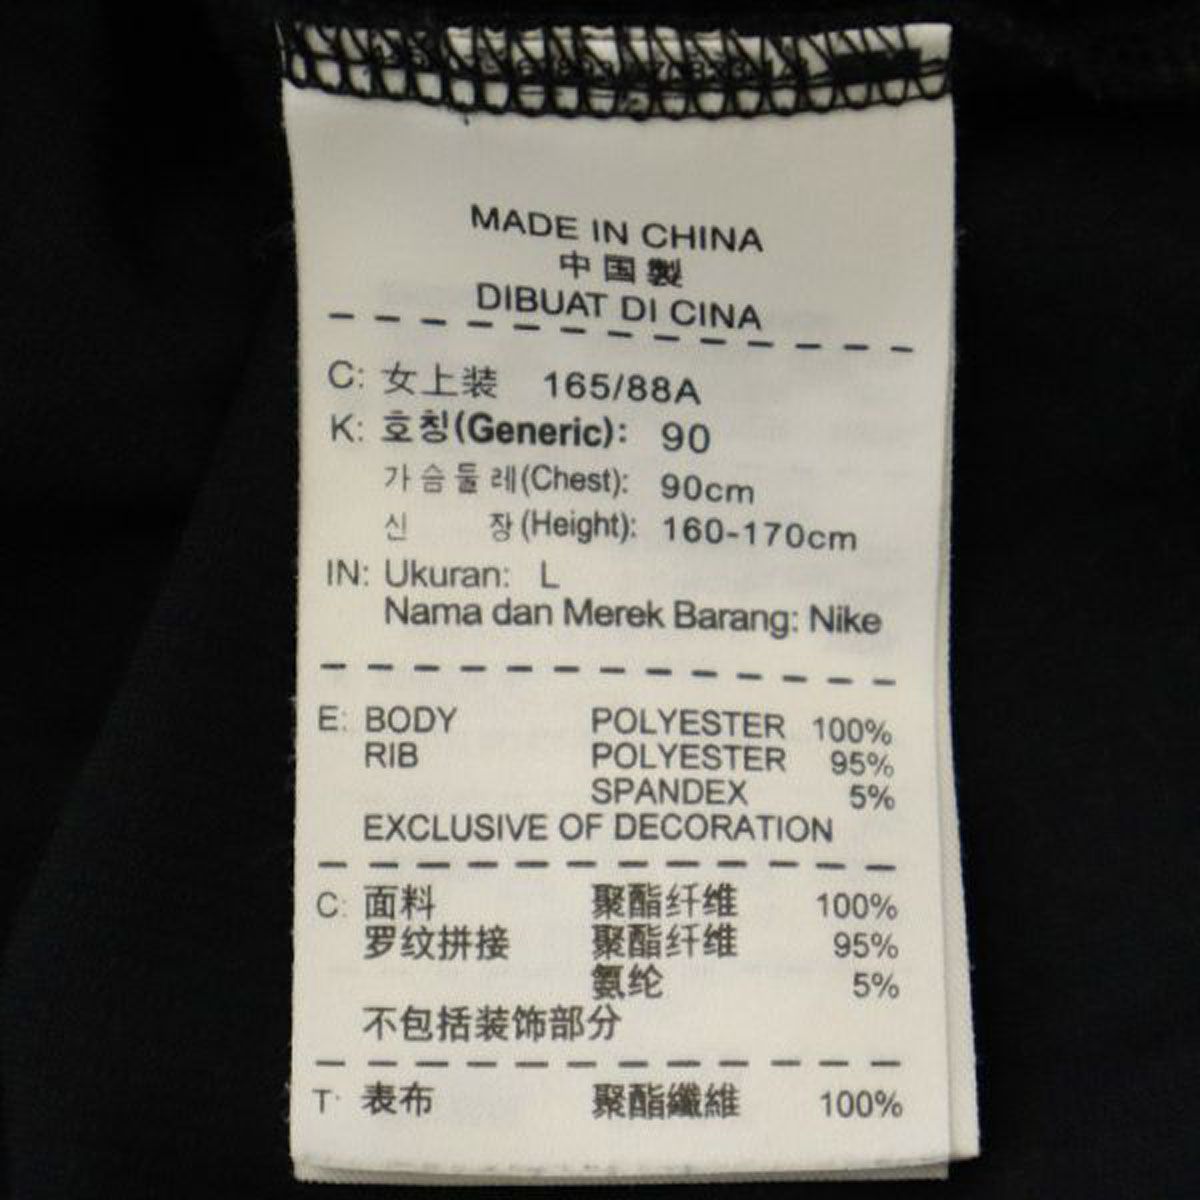 MADE IN CHINA
中国製
DIBUAT DI CINA
C: 女上装 165/88A
K: 호칭(Generic): 90
가슴둘레(Chest): 90cm
신 장(Height): 160-170cm
IN: Ukuran: L
Nama dan Merek Barang: Nike
E: BODY POLYESTER 100%
RIB POLYESTER 95%
SPANDEX 5%
EXCLUSIVE OF DECORATION
C: 面料 聚酯纤维 100%
罗纹拼接 聚酯纤维 95%
氨纶 5%
不包括装饰部分
T: 表布 聚酯纖維 100%